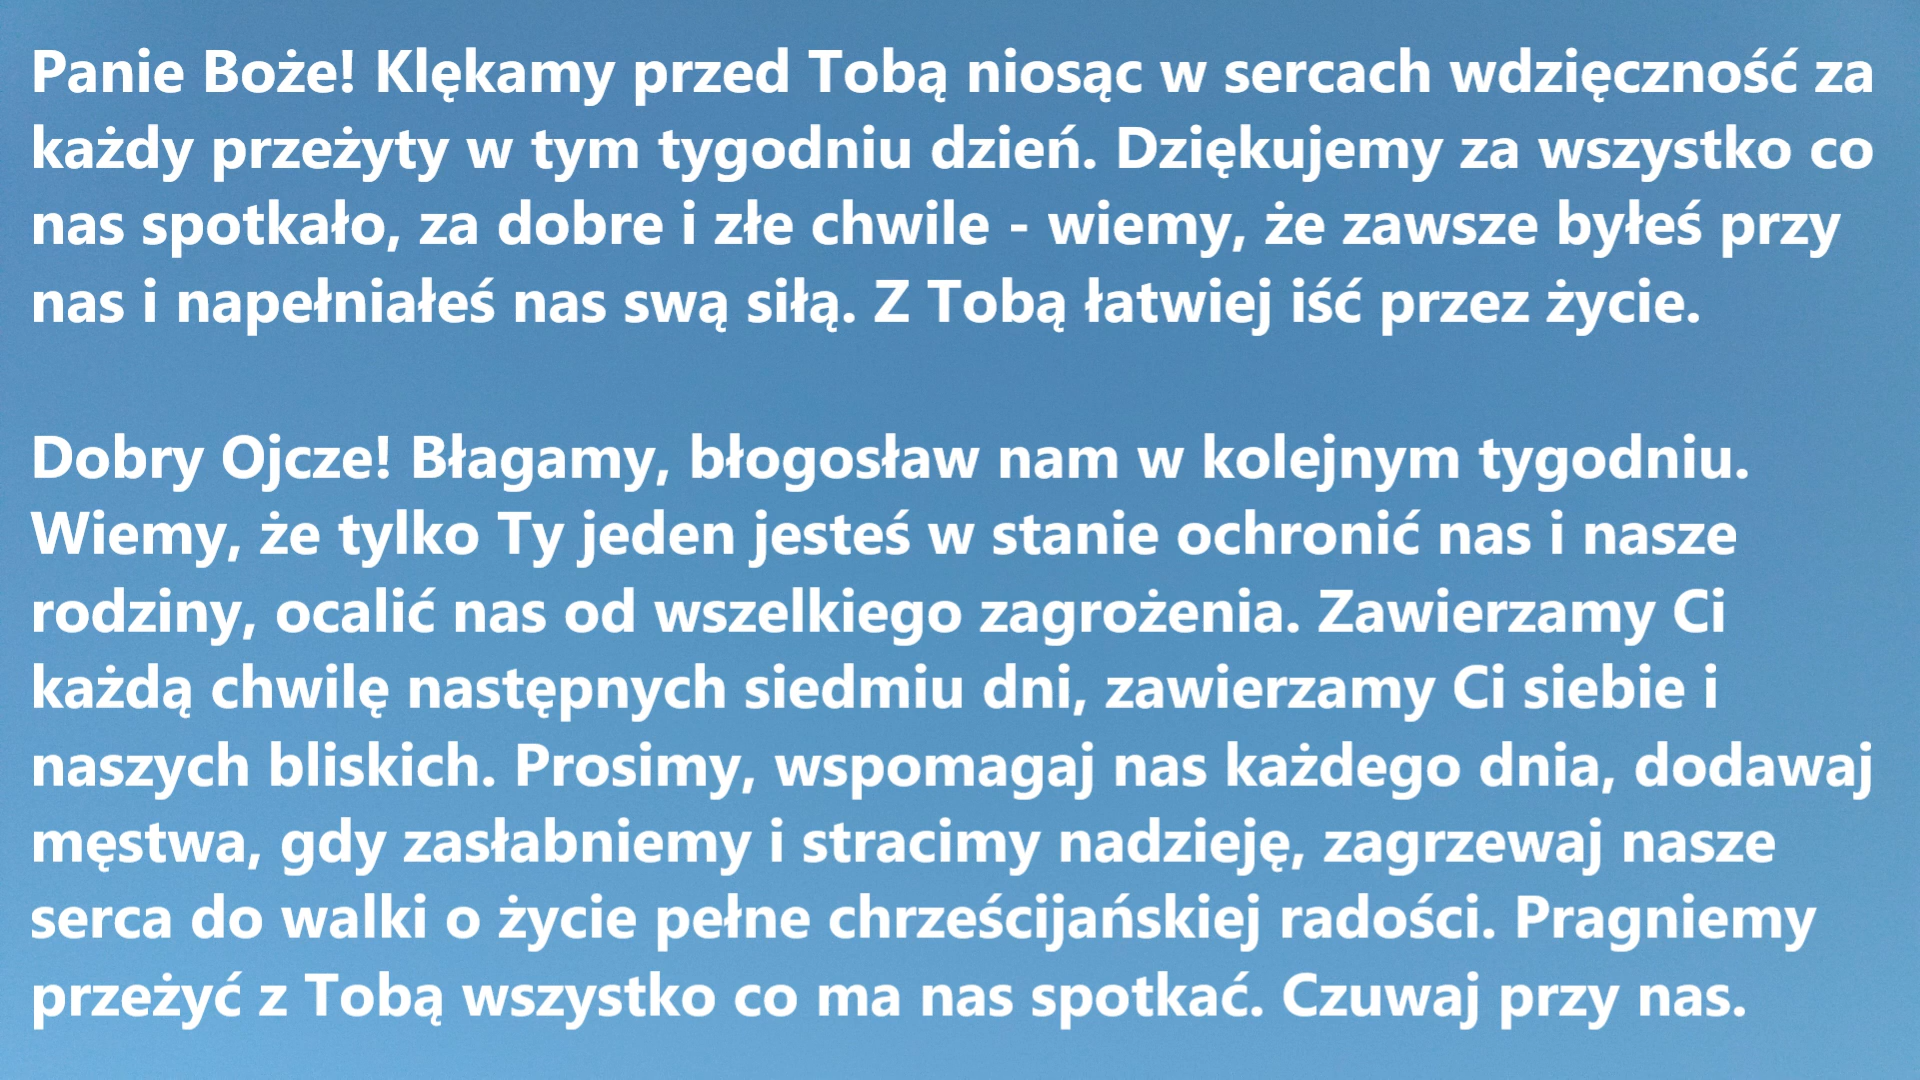 Panie Boże! Klękamy przed Tobą niosąc w sercach wdzięczność za
każdy przeżyty w tym tygodniu dzień. Dziękujemy za wszystko co
nas spotkało, za dobre i złe chwile - wiemy, że zawsze byłeś przy
nas i napełniałeś nas swą siłą. Z Tobą łatwiej iść przez życie.
Dobry Ojcze! Błagamy, błogosław nam w kolejnym tygodniu.
Wiemy, że tylko Ty jeden jesteś w stanie ochronić nas i nasze
rodziny, ocalić nas od wszelkiego zagrożenia. Zawierzamy Ci
każdą chwilę następnych siedmiu dni, zawierzamy Ci siebie i
naszych bliskich. Prosimy, wspomagaj nas każdego dnia, dodawaj
męstwa, gdy zasłabniemy i stracimy nadzieję, zagrzewaj nasze
serca do walki o życie pełne chrześcijańskiej radości. Pragniemy
przeżyć z Tobą wszystko co ma nas spotkać. Czuwaj przy nas.